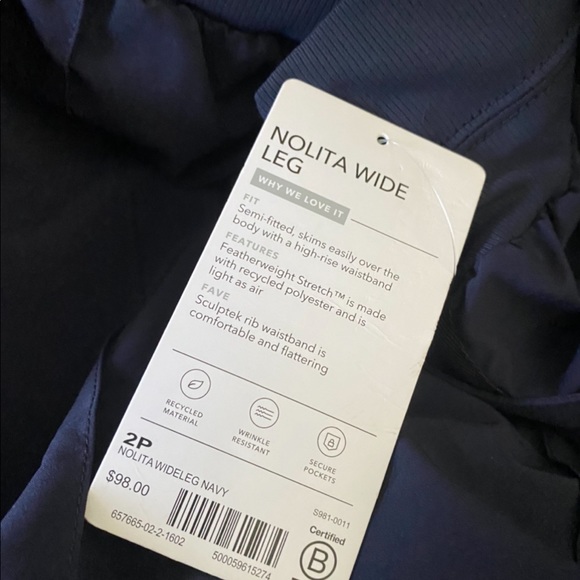 NOLITA WIDE
LEG
WHY WE LOVE IT
FIT
Semi-fitted, skims easily over the
body with a high-rise waistband
FEATURES
Featherweight Stretch™ is made
with recycled polyester and is
light as air
FAVE
Sculptek rib waistband is
comfortable and flattering
RECYCLED
MATERIAL
WRINKLE
RESISTANT
SECURE
POCKETS
2P
NOLITA WIDELEG NAVY
$98.00
S981-0011
657665-02-2-1602
500059615274
Certified
B